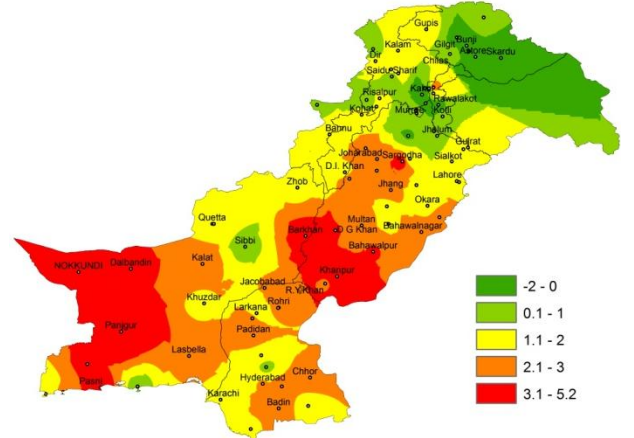 Gupis
Bunji
Kalam
Gilgit
Astore
Skardu
Dir
Chilas
Saidu Sharif
Risalpur
Rawalakot
Kohat
Kotli
Jhalum
Bannu
Gujrat
Joharabad
Sargodha
Sialkot
D.I. Khan
Lahore
Zhob
Jhang
Okara
Quetta
Multan
Barkhan
D G Khan
Bahawalnagar
Sibbi
Bahawalpur
NOKKUNDI
Dalbandin
Kalat
Khanpur
Jacobabad
R.Y.Khan
-2 - 0
Khuzdar
Larkana
Rohri
0.1 - 1
Panjgur
Padidan
1.1 - 2
Lasbella
2.1 - 3
Pasni
Hyderabad
Chhor
3.1 - 5.2
Karachi
Badin